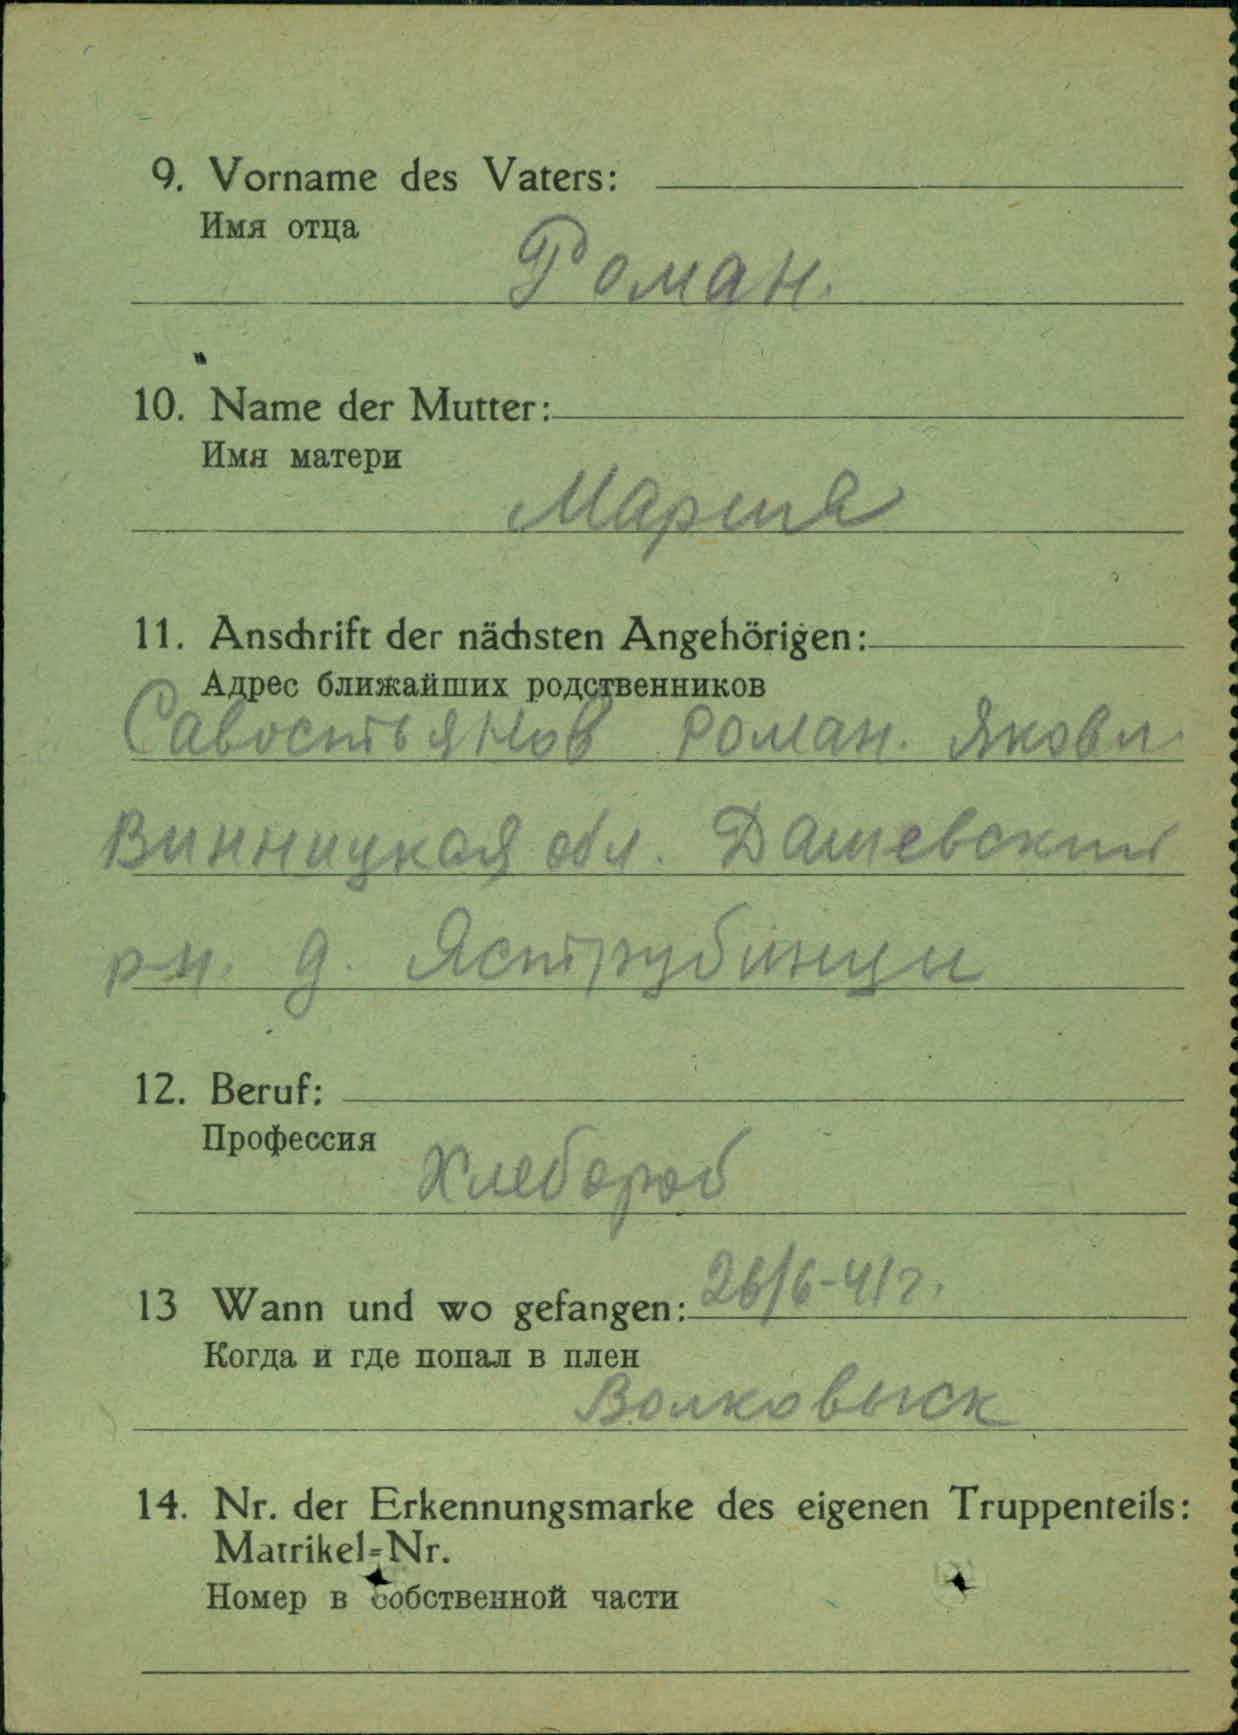 9. Vorname des Vaters:
Имя отца
Роман.
10. Name der Mutter:
Имя матери
Мария
11. Anschrift der nächsten Angehörigen:
Адрес ближайших родственников
Савостьянов Роман. Яковл.
Винницкая обл. Дашевский
р-н. д. Яструбинцы
12. Beruf:
Профессия
Хлебороб
13 Wann und wo gefangen: 26/6-41г.
Когда и где попал в плен
Волковыск
14. Nr. der Erkennungsmarke des eigenen Truppenteils:
Matrikel=Nr.
Номер в собственной части